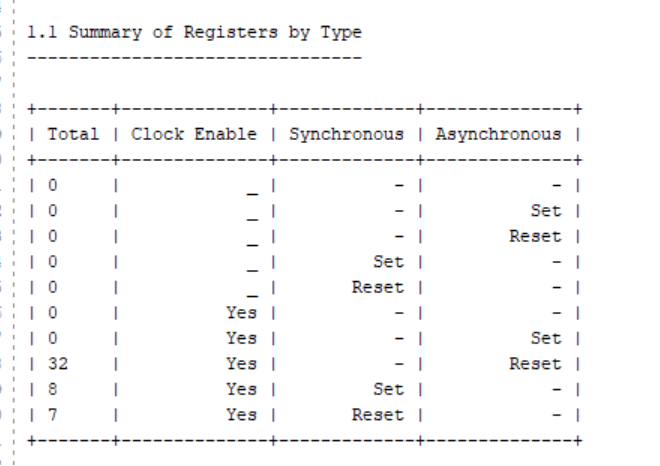 1.1 Summary of Registers by Type
--------------------------------
+-------+--------------+-------------+--------------+
| Total | Clock Enable | Synchronous | Asynchronous |
+-------+--------------+-------------+--------------+
| 0     |            _ |           - |            - |
| 0     |            _ |           - |          Set |
| 0     |            _ |           - |        Reset |
| 0     |            _ |         Set |            - |
| 0     |            _ |       Reset |            - |
| 0     |          Yes |           - |            - |
| 0     |          Yes |           - |          Set |
| 32    |          Yes |           - |        Reset |
| 8     |          Yes |         Set |            - |
| 7     |          Yes |       Reset |            - |
+-------+--------------+-------------+--------------+